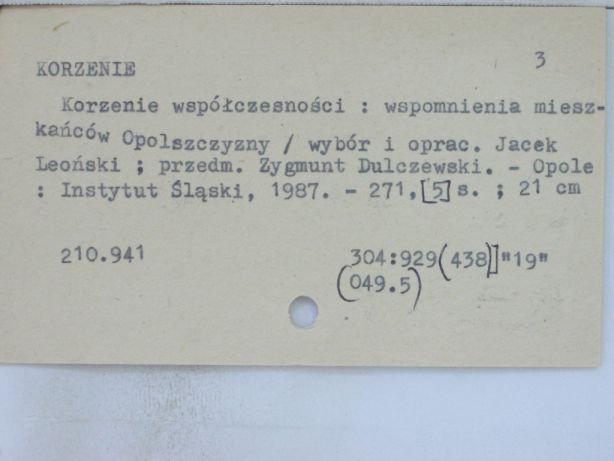 3
KORZENIE
Korzenie współczesności : wspomnienia miesz-
kańców Opolszczyzny / wybór i oprac. Jacek
Leoński ; przedm. Zygmunt Dulczewski. - Opole
: Instytut Śląski, 1987. - 271,[5] s. ; 21 cm
210.941 304:929(438)]"19"
(049.5)